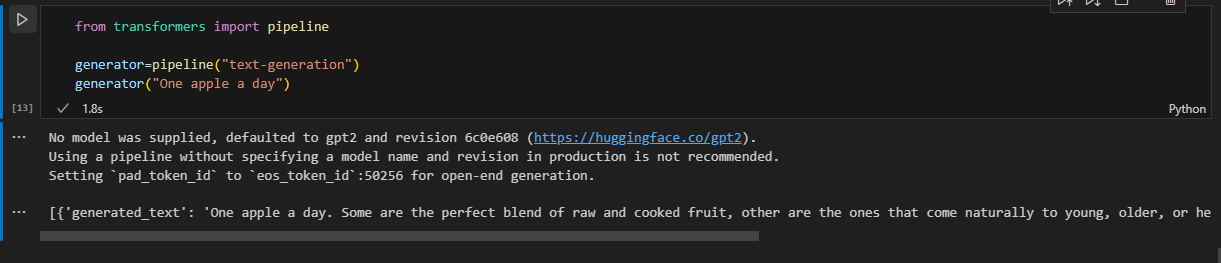 from transformers import pipeline
generator=pipeline("text-generation")
generator("One apple a day")
[13]
1.8s
Python
No model was supplied, defaulted to gpt2 and revision 6c0e608 (https://huggingface.co/gpt2).
Using a pipeline without specifying a model name and revision in production is not recommended.
Setting `pad_token_id` to `eos_token_id`:50256 for open-end generation.
[{'generated_text': 'One apple a day. Some are the perfect blend of raw and cooked fruit, other are the ones that come naturally to young, older, or he